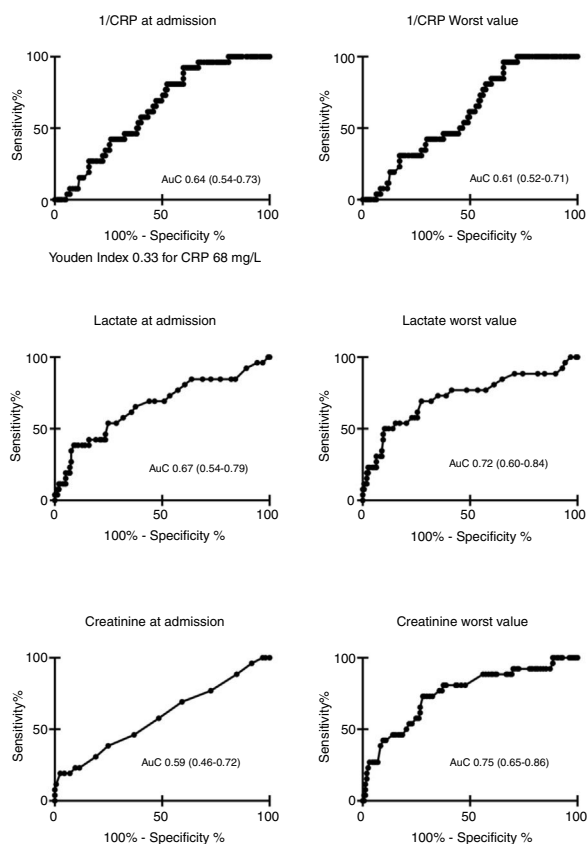 1/CRP at admission
Sensitivity%
100
50
0
AuC 0.64 (0.54-0.73)
50
100
100% - Specificity %
Youden Index 0.33 for CRP 68 mg/L
1/CRP Worst value
Sensitivity%
100
50
0
AuC 0.61 (0.52-0.71)
0
50
100
100% - Specificity %
Lactate at admission
Sensitivity%
100
50
0
AuC 0.67 (0.54-0.79)
0
50
100
100% - Specificity %
Lactate worst value
Sensitivity%
100
50
0
AuC 0.72 (0.60-0.84)
0
50
100
100% - Specificity %
Creatinine at admission
Sensitivity%
100
50
0
AuC 0.59 (0.46-0.72)
0
50
100
100% - Specificity %
Creatinine worst value
Sensitivity%
100
50
0
AuC 0.75 (0.65-0.86)
0
50
100
100% - Specificity %